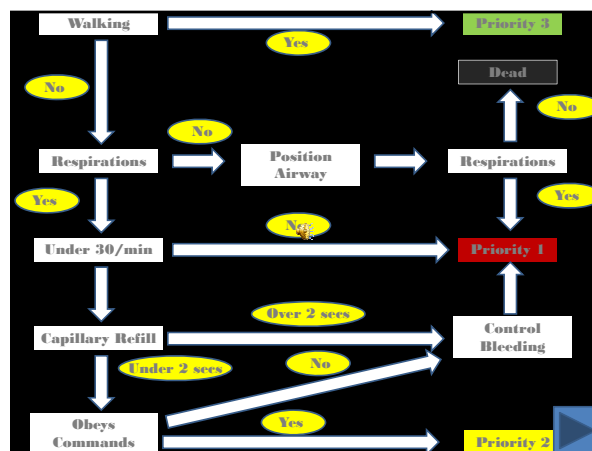 Walking
Priority 3
Yes
Dead
No
No
No
Respirations
Position
Airway
Respirations
Yes
Yes
Under 30/min
Priority 1
Over 2 secs
Capillary Refill
Control
Bleeding
No
Under 2 secs
Obeys
Commands
Yes
Priority 2